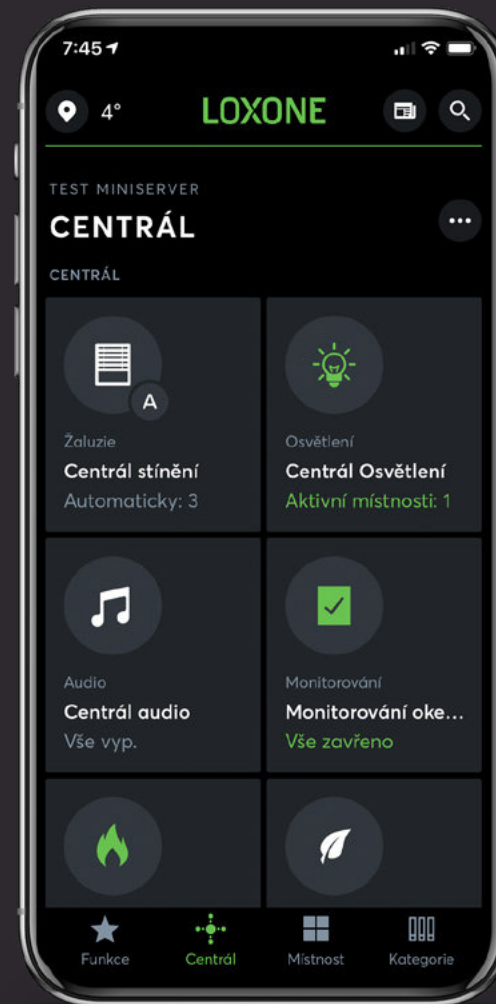 7:45
4°
LOXONE
TEST MINISERVER
CENTRÁL
CENTRÁL
A
Žaluzie
Centrál stínění
Automaticky: 3
Osvětlení
Centrál Osvětlení
Aktivní místnosti: 1
Audio
Centrál audio
Vše vyp.
Monitorování
Monitorování oke...
Vše zavřeno
Funkce
Centrál
Místnost
Kategorie